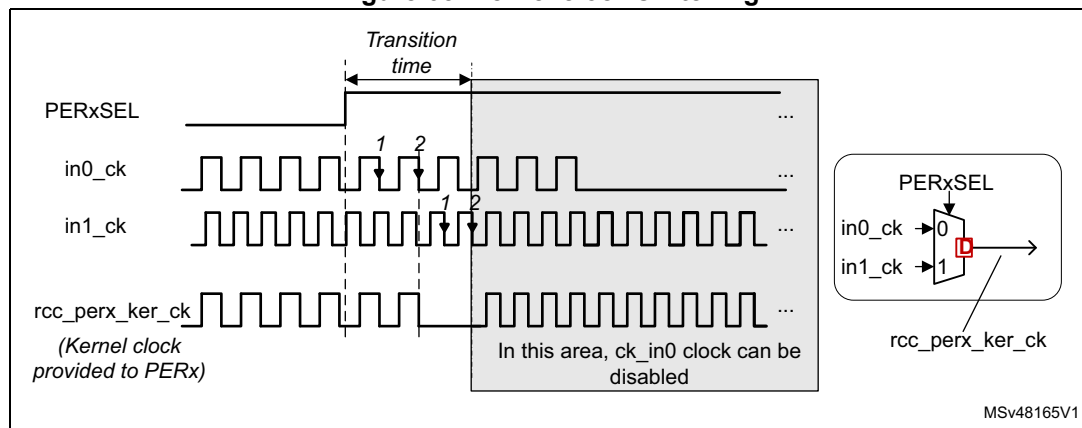 Transition
time
PERxSEL
...
1 2
in0_ck
...
1 2
in1_ck
...
rcc_perx_ker_ck
...
(Kernel clock
provided to PERx)
In this area, ck_in0 clock can be
disabled
PERxSEL
in0_ck
0
D
in1_ck
1
rcc_perx_ker_ck
MSv48165V1